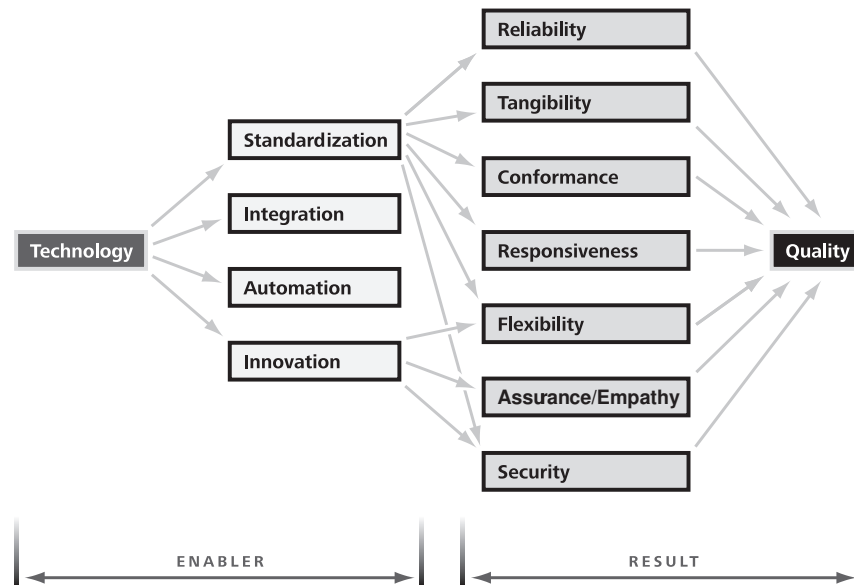 Technology
Standardization
Integration
Automation
Innovation
Reliability
Tangibility
Conformance
Responsiveness
Flexibility
Assurance/Empathy
Security
Quality
ENABLER
RESULT